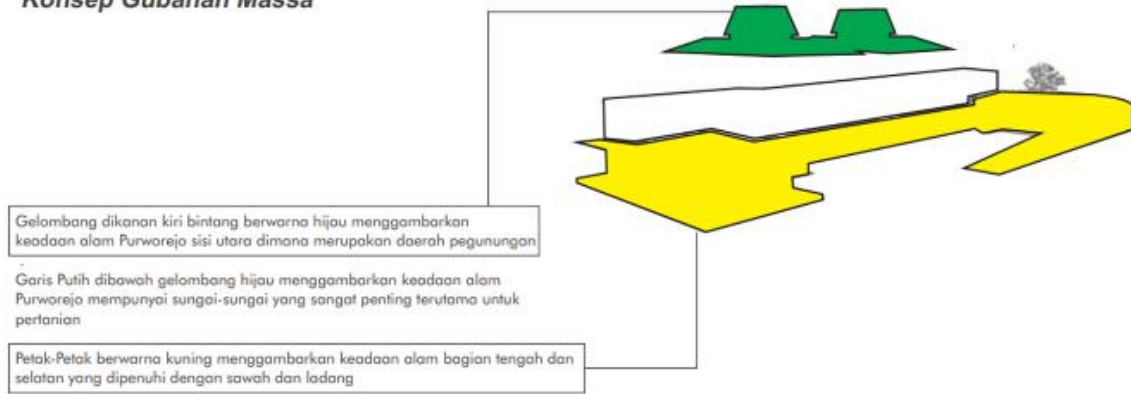 Konsep Gubahan Massa
Gelombang dikanan kiri bintang berwarna hijau menggambarkan
keadaan alam Purworejo sisi utara dimana merupakan daerah pegunungan
Garis Putih dibawah gelombang hijau menggambarkan keadaan alam
Purworejo mempunyai sungai-sungai yang sangat penting terutama untuk
pertanian
Petak-Petak berwarna kuning menggambarkan keadaan alam bagian tengah dan
selatan yang dipenuhi dengan sawah dan ladang